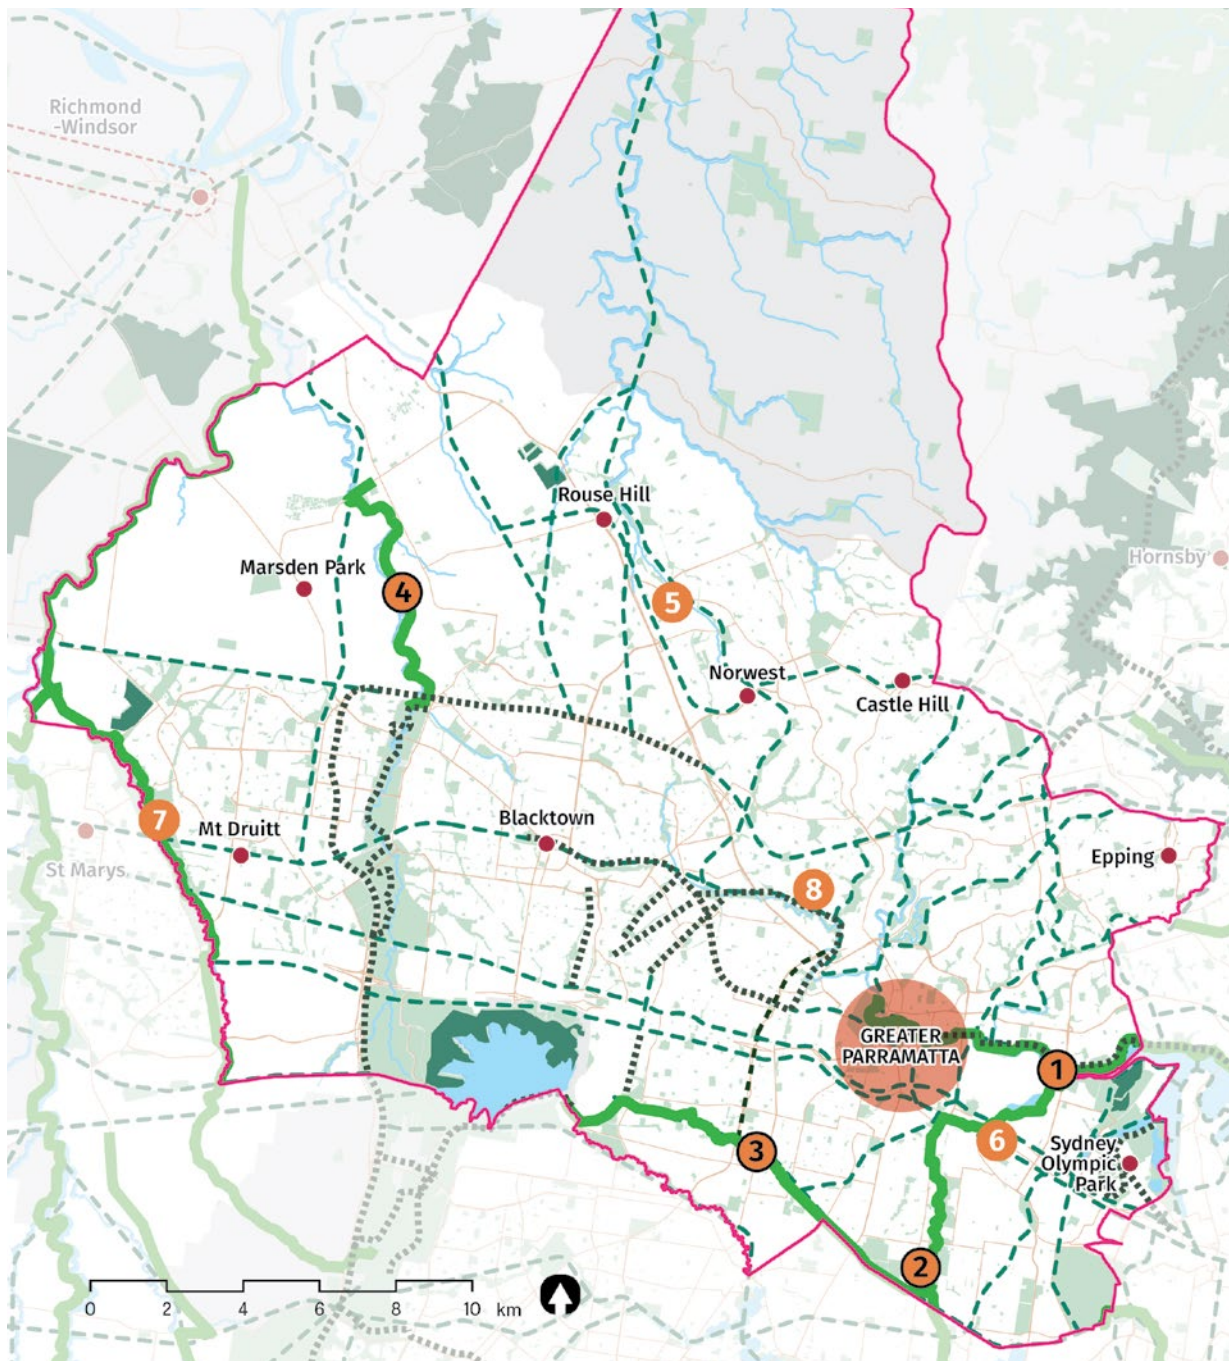 Richmond
-Windsor
Rouse Hill
Hornsby
Marsden Park
4
5
Norwest
Castle Hill
7
Mt Druitt
Blacktown
Epping
St Marys
8
GREATER
PARRAMATTA
1
6
3
Sydney
Olympic
Park
2
0 2 4 6 8 10 km